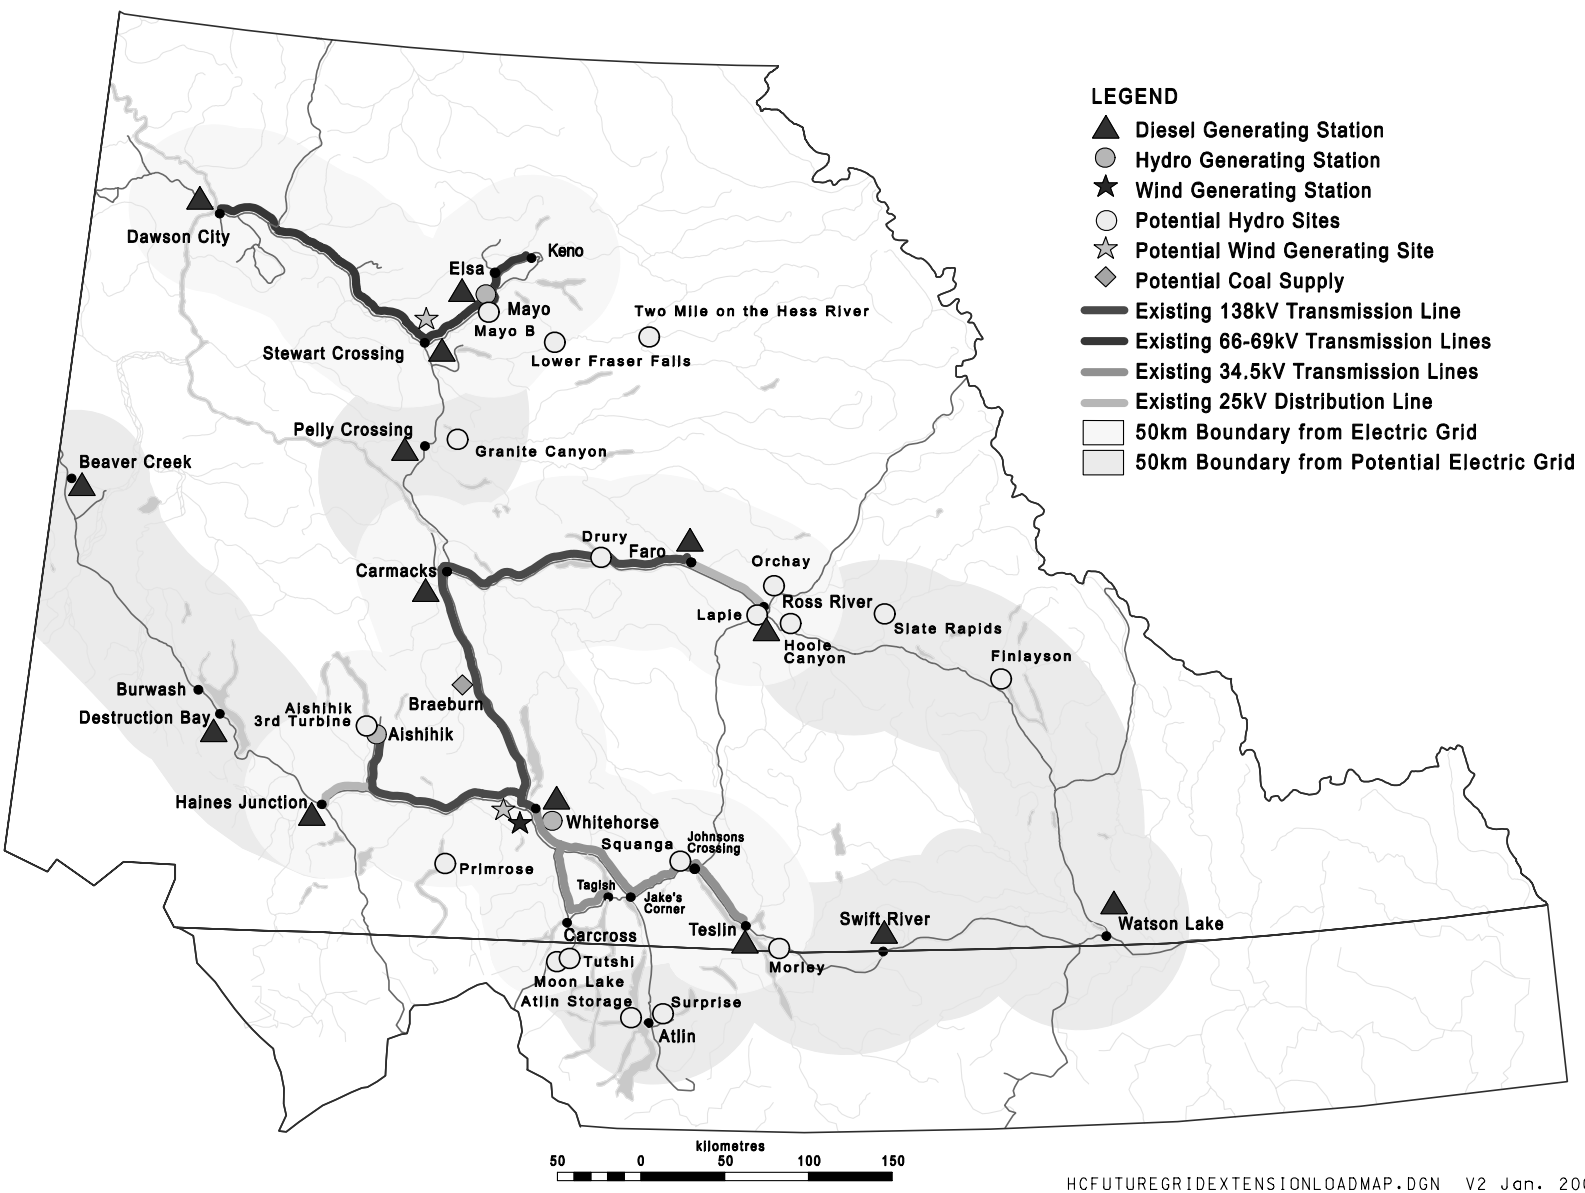 LEGEND
Diesel Generating Station
Hydro Generating Station
Wind Generating Station
Potential Hydro Sites
Potential Wind Generating Site
Potential Coal Supply
Existing 138kV Transmission Line
Existing 66-69kV Transmission Lines
Existing 34.5kV Transmission Lines
Existing 25kV Distribution Line
50km Boundary from Electric Grid
50km Boundary from Potential Electric Grid
Dawson City
Keno
Elsa
Mayo
Mayo B
Two Mile on the Hess River
Stewart Crossing
Lower Fraser Falls
Pelly Crossing
Granite Canyon
Beaver Creek
Drury
Faro
Orchay
Carmacks
Ross River
Lapie
Slate Rapids
Hoole
Canyon
Finlayson
Burwash
Braeburn
Destruction Bay
Aishihik
3rd Turbine
Aishihik
Haines Junction
Whitehorse
Squanga
Johnsons
Crossing
Primrose
Tagish
Jake's
Corner
Swift River
Watson Lake
Teslin
Carcross
Morley
Tutshi
Moon Lake
Atlin Storage
Surprise
Atlin
kilometres
50 0 50 100 150
HCFUTUREGRIDEXTENSIONLOADMAP.DGN V2 Jan.